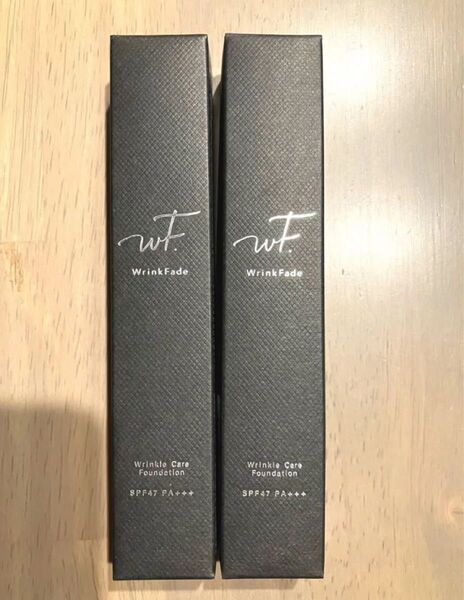 wF.
WrinkFade
Wrinkle Care
Foundation
SPF47 PA+++
wF.
WrinkFade
Wrinkle Care
Foundation
SPF47 PA+++